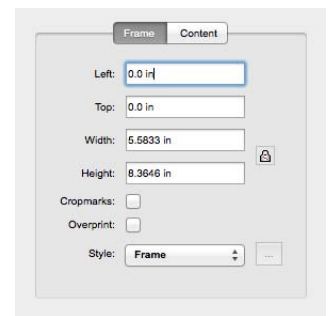 Frame Content
Left: 0.0 in
Top: 0.0 in
Width: 5.5833 in
Height: 8.3646 in
Cropmarks:
Overprint:
Style: Frame ...